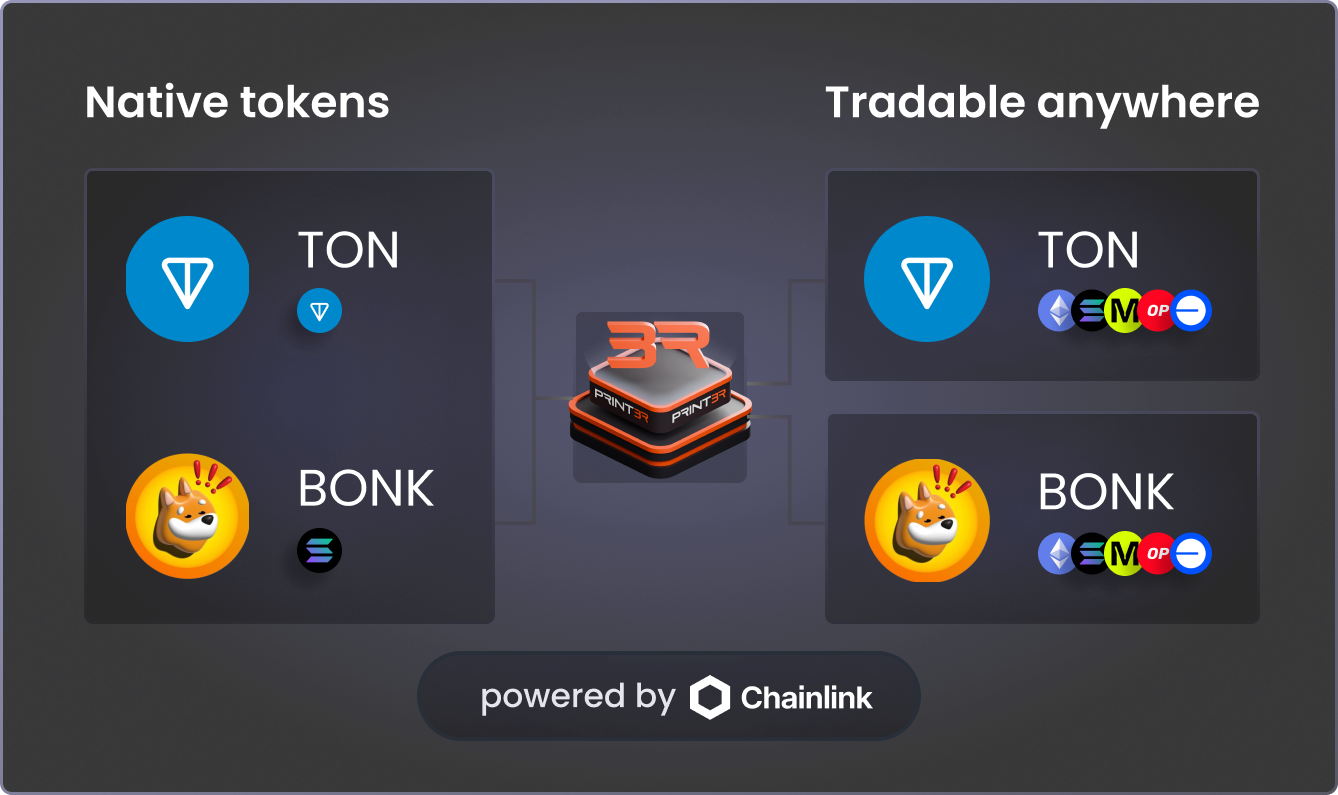 Native tokens
Tradable anywhere
TON
BONK
3R
PRINT3R PRINT3R
TON
M OP
BONK
M OP
powered by Chainlink